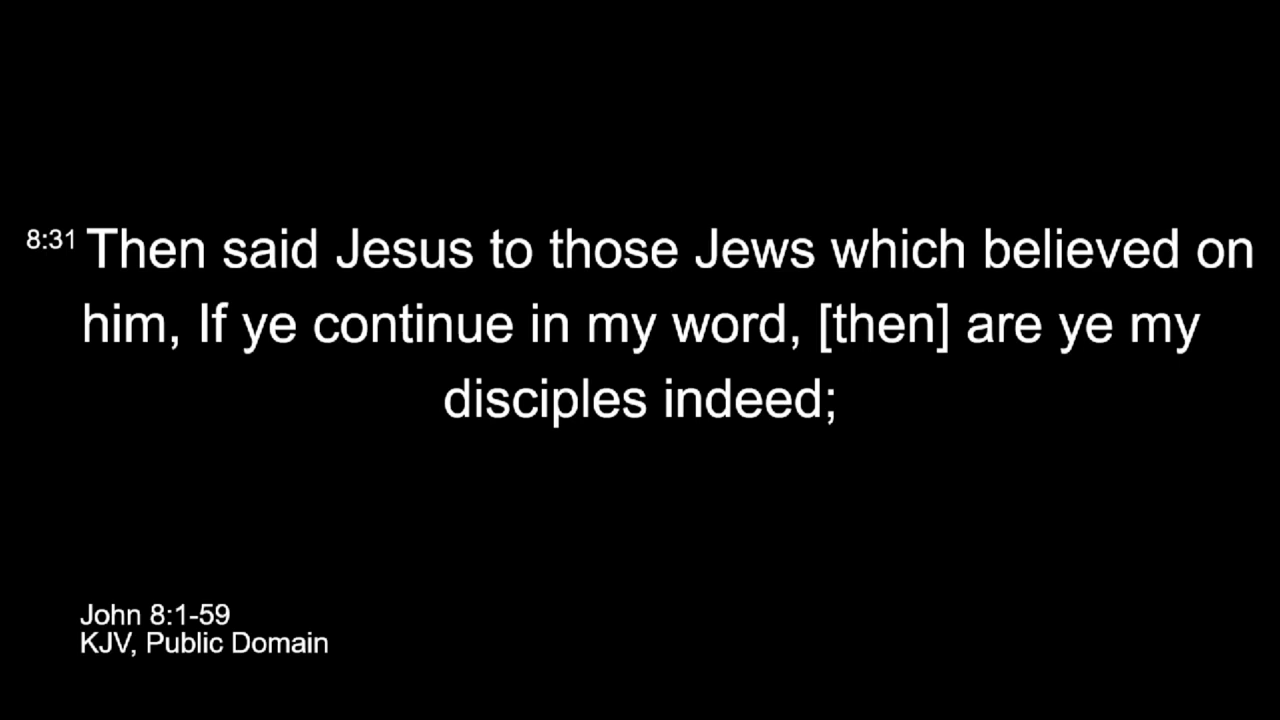 8:31 Then said Jesus to those Jews which believed on
him, If ye continue in my word, [then] are ye my
disciples indeed;
John 8:1-59
KJV, Public Domain